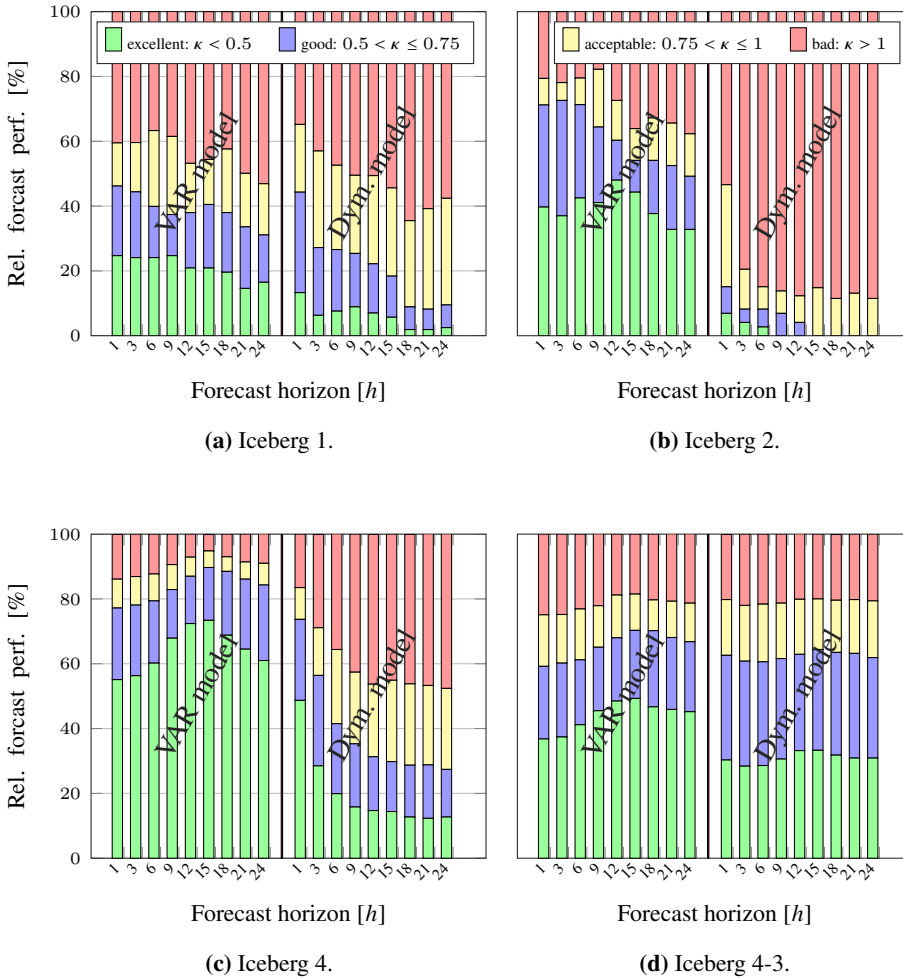 excellent: κ < 0.5
good: 0.5 < κ ≤ 0.75
acceptable: 0.75 < κ ≤ 1
bad: κ > 1
Rel. forcast perf. [%]
100
80
60
40
20
0
VAR model
Dym. model
1 3 6 9 12 15 18 21 24
1 3 6 9 12 15 18 21 24
Forecast horizon [h]
(a) Iceberg 1.
VAR model
Dym. model
1 3 6 9 12 15 18 21 24
1 3 6 9 12 15 18 21 24
Forecast horizon [h]
(b) Iceberg 2.
Rel. forcast perf. [%]
100
80
60
40
20
0
VAR model
Dym. model
1 3 6 9 12 15 18 21 24
1 3 6 9 12 15 18 21 24
Forecast horizon [h]
(c) Iceberg 4.
VAR model
Dym. model
1 3 6 9 12 15 18 21 24
1 3 6 9 12 15 18 21 24
Forecast horizon [h]
(d) Iceberg 4-3.